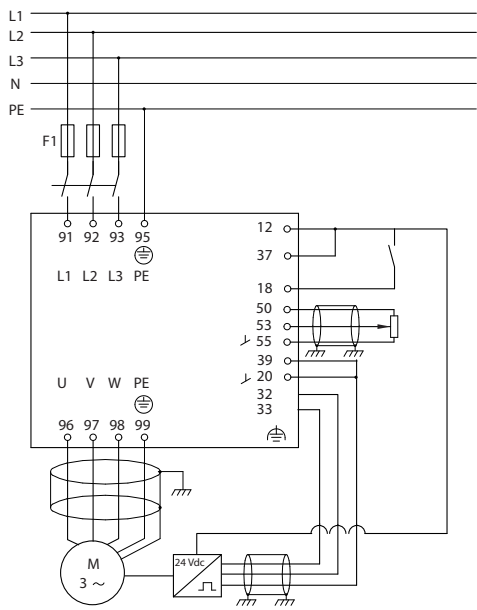 L1
L2
L3
N
PE
F1
91 92 93 95
L1 L2 L3 PE
12
37
18
50
53
55
39
20
32
33
U V W PE
96 97 98 99
M
3 ~
24 Vdc